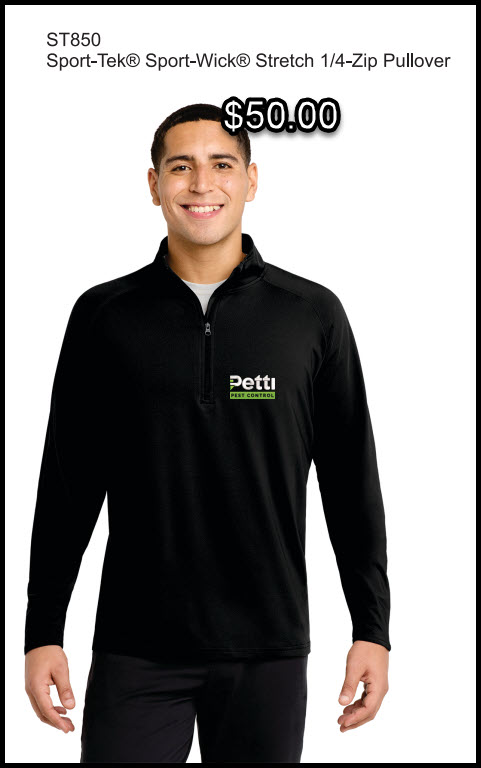 ST850
Sport-Tek® Sport-Wick® Stretch 1/4-Zip Pullover
$50.00
Petti
PEST CONTROL